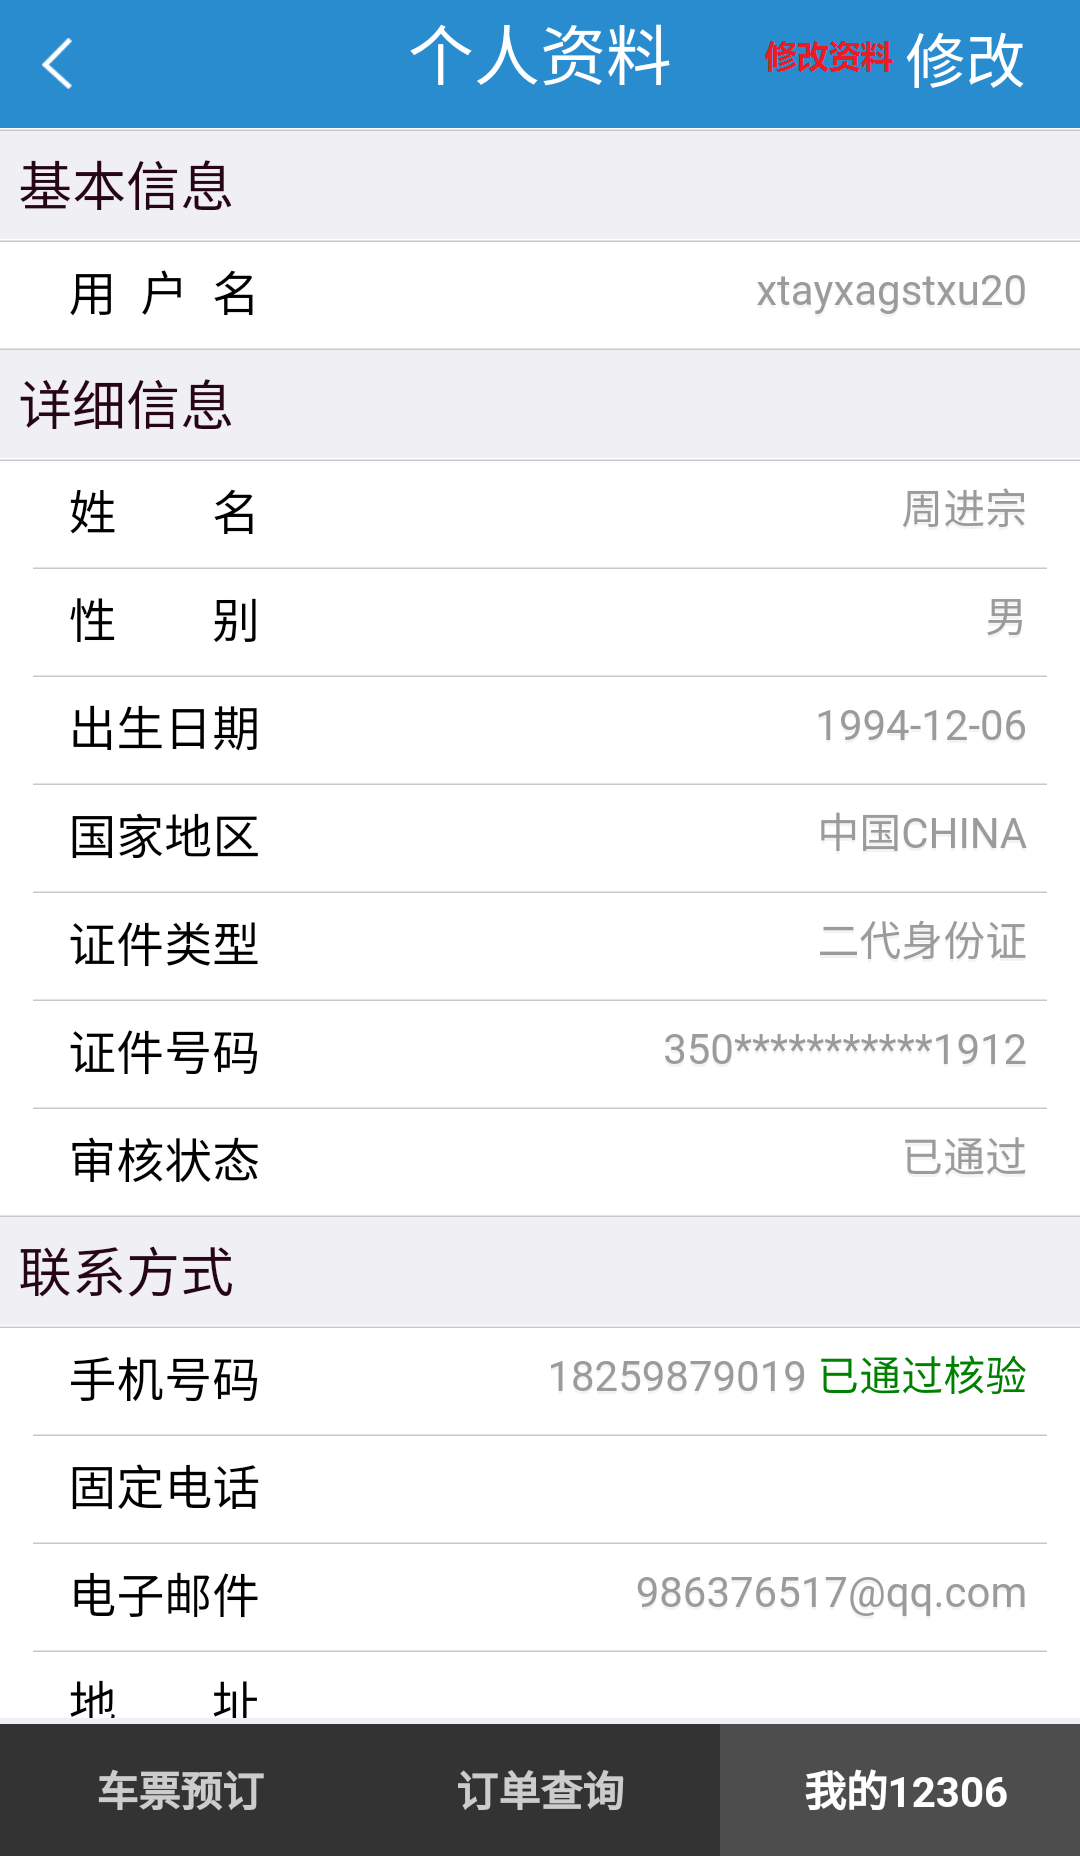 个人资料 修改资料 修改
基本信息
用户名 xtayxagstxu20
详细信息
姓名 周进宗
性别 男
出生日期 1994-12-06
国家地区 中国CHINA
证件类型 二代身份证
证件号码 350***********1912
审核状态 已通过
联系方式
手机号码 18259879019 已通过核验
固定电话
电子邮件 986376517@qq.com
地址
车票预订 订单查询 我的12306